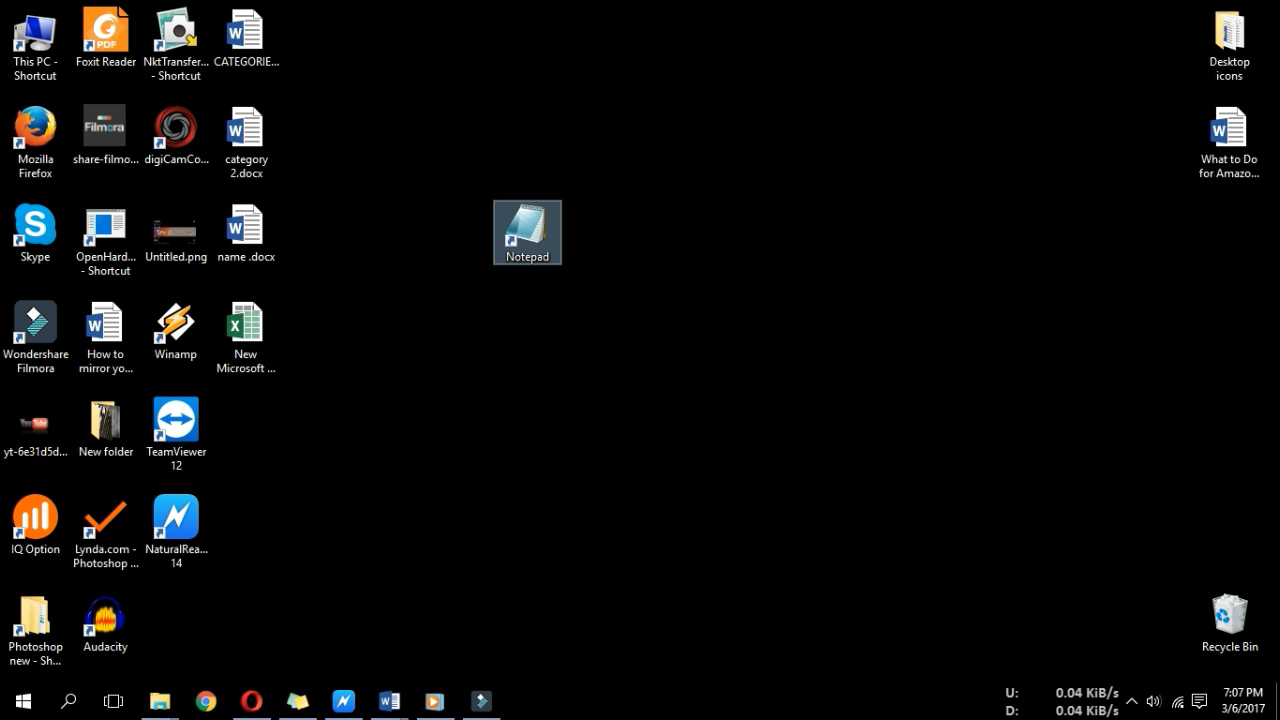 This PC -
Shortcut
Foxit Reader
NktTransfer...
- Shortcut
CATEGORIE...
Desktop
icons
Mozilla
Firefox
share-filmo...
digiCamCo...
category
2.docx
What to Do
for Amazo...
Skype
OpenHard...
- Shortcut
Untitled.png
name .docx
Notepad
Wondershare
Filmora
How to
mirror yo...
Winamp
New
Microsoft ...
yt-6e31d5d...
New folder
TeamViewer
12
IQ Option
Lynda.com -
Photoshop ...
NaturalRea...
14
Photoshop
new - Sh...
Audacity
Recycle Bin
PDF
Filmora
U: 0.04 KiB/s
D: 0.04 KiB/s
7:07 PM
3/6/2017